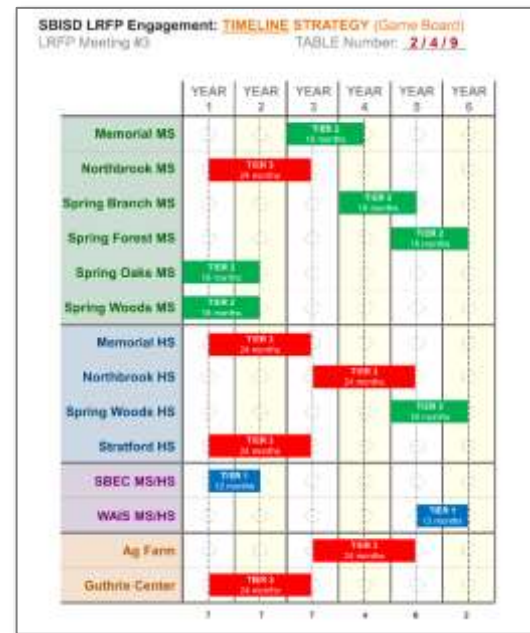 SBISD LRFP Engagement: TIMELINE STRATEGY (Game Board)
LRFP Meeting #3 TABLE Number: 2 / 4 / 9
YEAR 1 YEAR 2 YEAR 3 YEAR 4 YEAR 5 YEAR 6
Memorial MS TIER 2 18 months
Northbrook MS TIER 3 24 months
Spring Branch MS TIER 2 18 months
Spring Forest MS TIER 2 18 months
Spring Oaks MS TIER 2 18 months
Spring Woods MS TIER 2 18 months
Memorial HS TIER 3 24 months
Northbrook HS TIER 3 24 months
Spring Woods HS TIER 2 18 months
Stratford HS TIER 3 24 months
SBEC MS/HS TIER 1 12 months
WAIS MS/HS TIER 1 12 months
Ag Farm TIER 3 24 months
Guthrie Center TIER 3 24 months
7 7 7